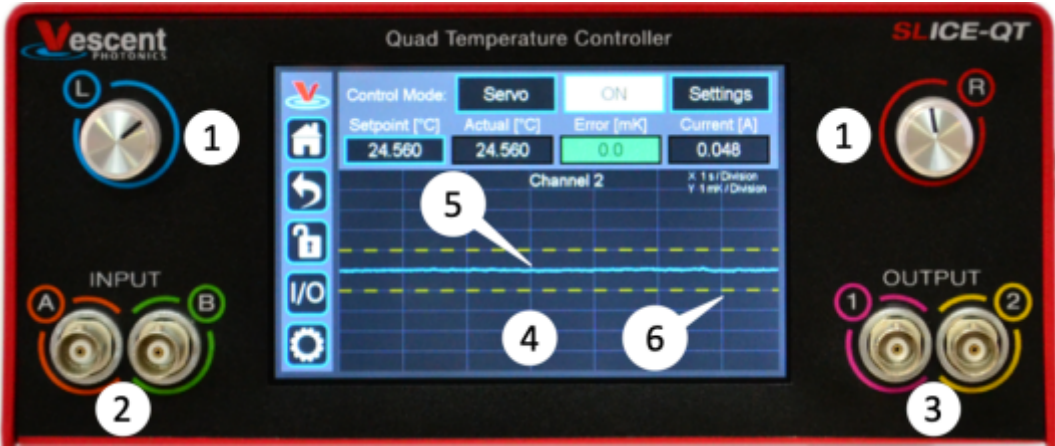 Vescent
PHOTONICS
Quad Temperature Controller
SLICE-QT
L
R
1
1
Control Mode: Servo ON Settings
Setpoint [°C] Actual [°C] Error [mK] Current [A]
24.560 24.560 0.0 0.048
Channel 2
X 1 s / Division
Y 1 mK / Division
5
I/O
4
6
INPUT
A B
2
OUTPUT
1 2
3